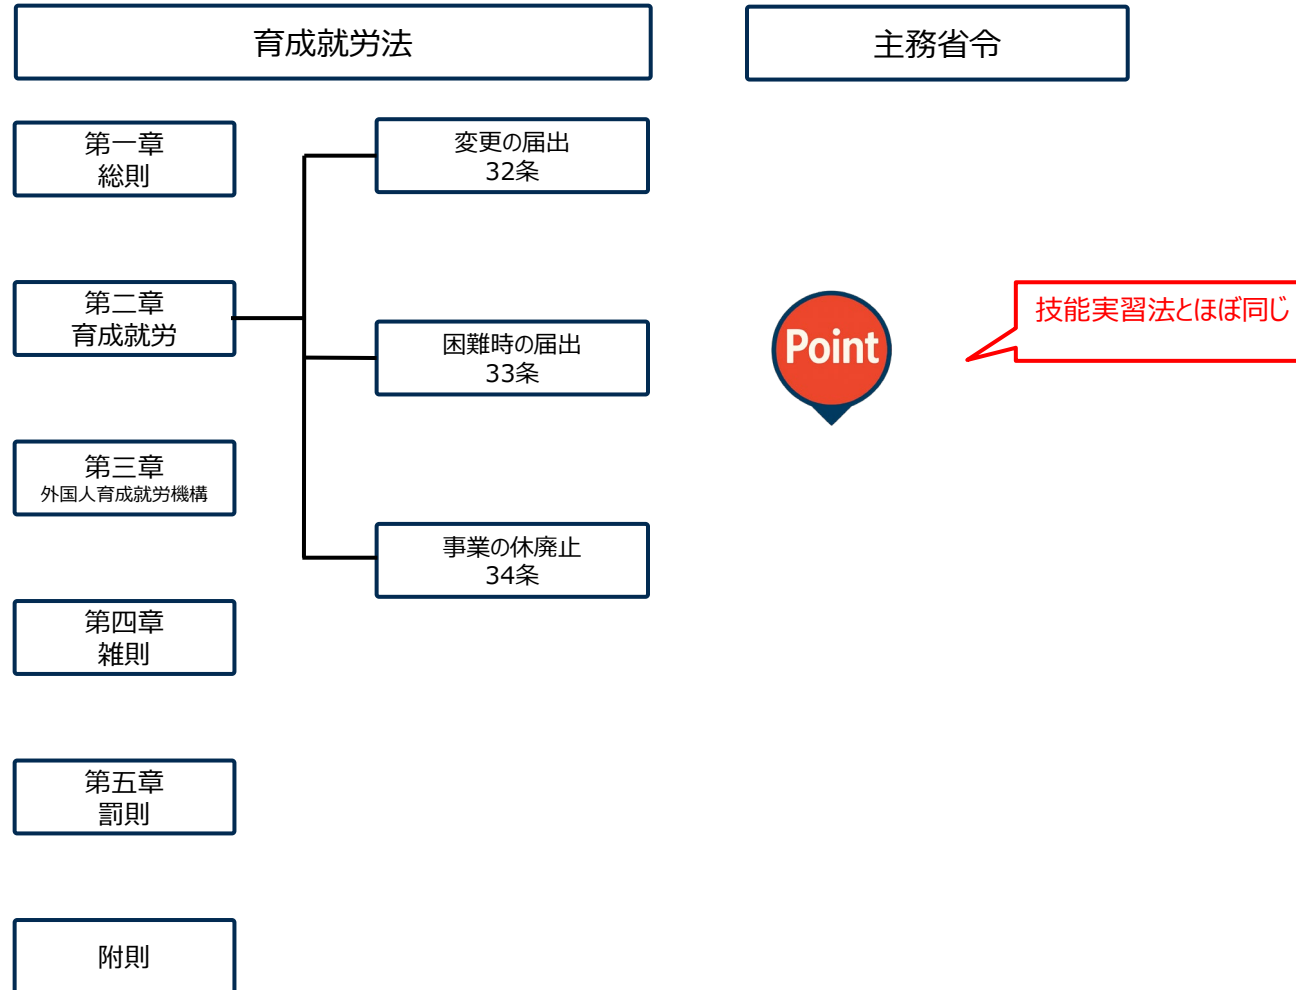 育成就労法
主務省令
第一章
総則
変更の届出
32条
第二章
育成就労
困難時の届出
33条
Point
技能実習法とほぼ同じ
第三章
外国人育成就労機構
事業の休廃止
34条
第四章
雑則
第五章
罰則
附則